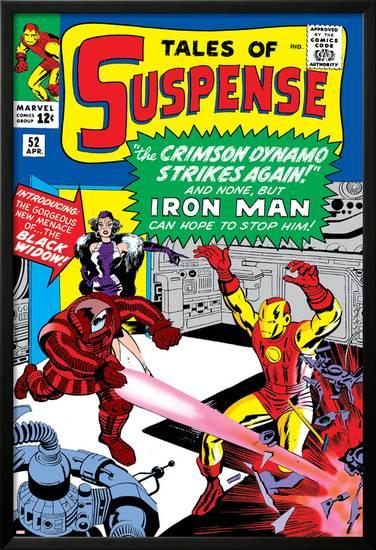 TALES OF
SUSPENSE
IND.
APPROVED
BY THE
COMICS
CODE
AUTHORITY
MARVEL
COMICS
GROUP
12¢
52
APR.
"the CRIMSON DYNAMO
STRIKES AGAIN!"
AND NONE, BUT
IRON MAN
CAN HOPE TO STOP HIM!
INTRODUCING:
THE GORGEOUS
NEW MENACE
OF...THE
BLACK
WIDOW!